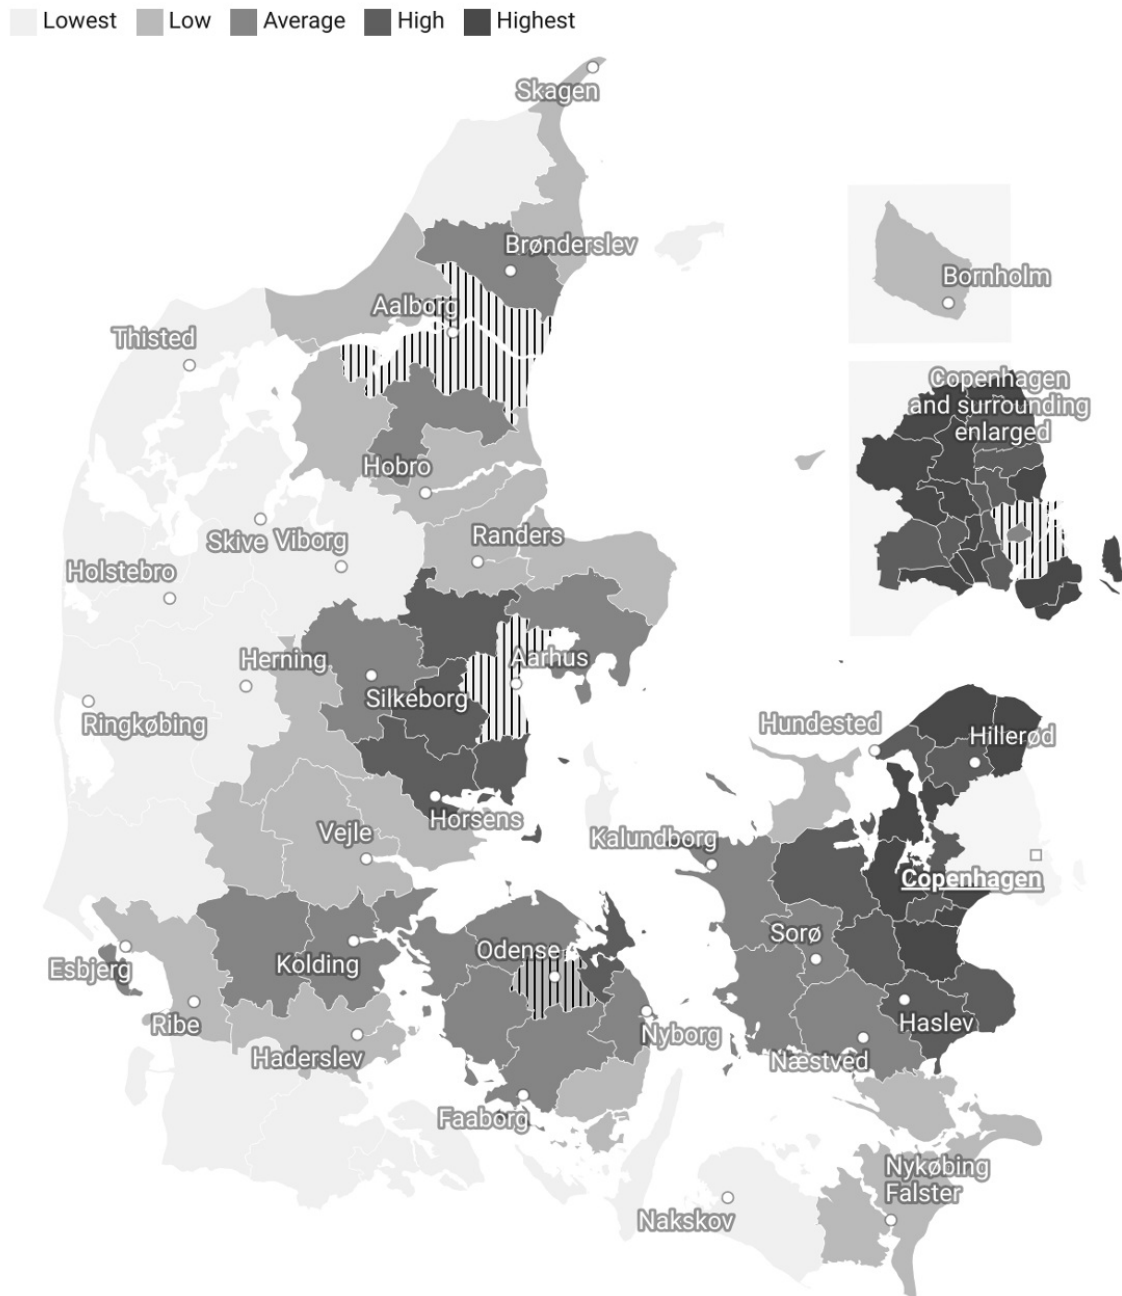 Lowest Low Average High Highest
Skagen
Brønderslev
Bornholm
Aalborg
Thisted
Copenhagen
and surrounding
enlarged
Hobro
Skive Viborg
Randers
Holstebro
Herning
Aarhus
Silkeborg
Ringkøbing
Hundested
Hillerød
Horsens
Vejle
Kalundborg
Copenhagen
Sorø
Odense
Kolding
Esbjerg
Ribe
Haslev
Nyborg
Haderslev
Næstved
Faaborg
Nykøbing
Falster
Nakskov